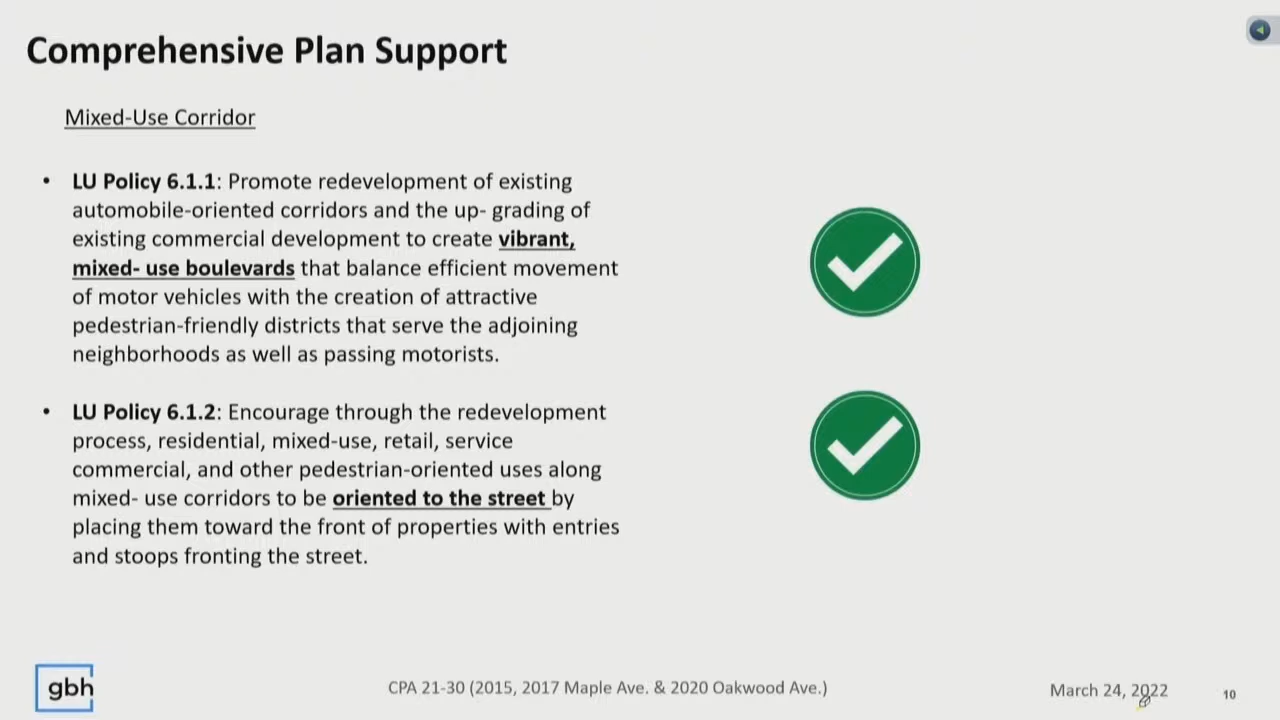 Comprehensive Plan Support
Mixed-Use Corridor
• LU Policy 6.1.1: Promote redevelopment of existing
automobile-oriented corridors and the up- grading of
existing commercial development to create vibrant,
mixed- use boulevards that balance efficient movement
of motor vehicles with the creation of attractive
pedestrian-friendly districts that serve the adjoining
neighborhoods as well as passing motorists.
• LU Policy 6.1.2: Encourage through the redevelopment
process, residential, mixed-use, retail, service
commercial, and other pedestrian-oriented uses along
mixed- use corridors to be oriented to the street by
placing them toward the front of properties with entries
and stoops fronting the street.
gbh
CPA 21-30 (2015, 2017 Maple Ave. & 2020 Oakwood Ave.)
March 24, 2022
10